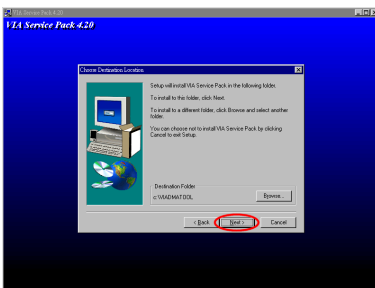 VIA Service Pack 4.20
VIA Service Pack 4.20
Choose Destination Location
Setup will install VIA Service Pack in the following folder.
To install to this folder, click Next.
To install to a different folder, click Browse and select another
folder.
You can choose not to install VIA Service Pack by clicking
Cancel to exit Setup.
Destination Folder
c:\VIADMATOOL
Browse...
< Back
Next >
Cancel